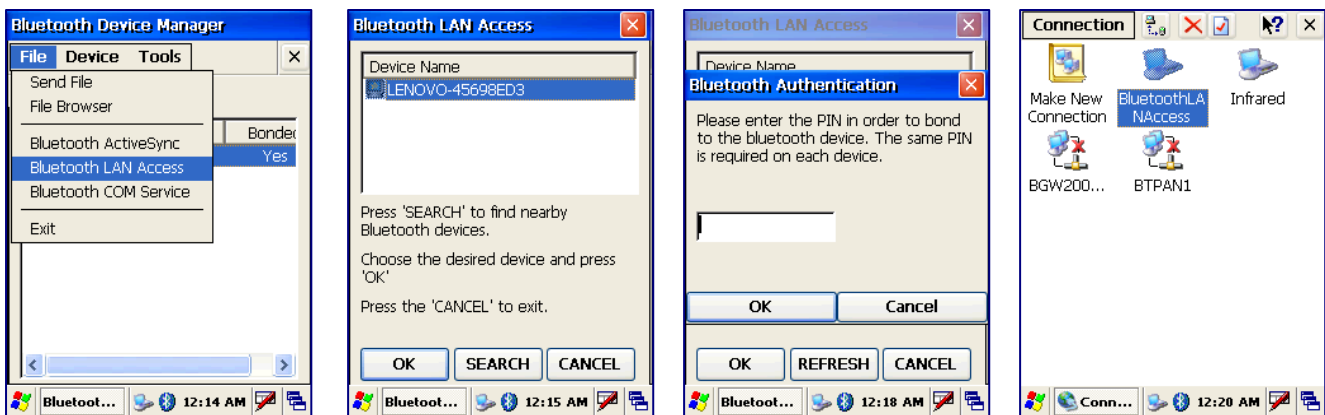 Bluetooth Device Manager
File Device Tools
Send File
File Browser
Bluetooth ActiveSync
Bluetooth LAN Access
Bluetooth COM Service
Exit
Bonded
Yes
Bluetoot...
12:14 AM
Bluetooth LAN Access
Device Name
LENOVO-45698ED3
Press 'SEARCH' to find nearby
Bluetooth devices.
Choose the desired device and press
'OK'
Press the 'CANCEL' to exit.
OK SEARCH CANCEL
Bluetoot...
12:15 AM
Bluetooth LAN Access
Device Name
Bluetooth Authentication
Please enter the PIN in order to bond
to the bluetooth device. The same PIN
is required on each device.
OK Cancel
OK REFRESH CANCEL
Bluetoot...
12:18 AM
Connection
Make New
Connection
BluetoothLA
NAccess
Infrared
BGW200...
BTPAN1
Conn...
12:20 AM